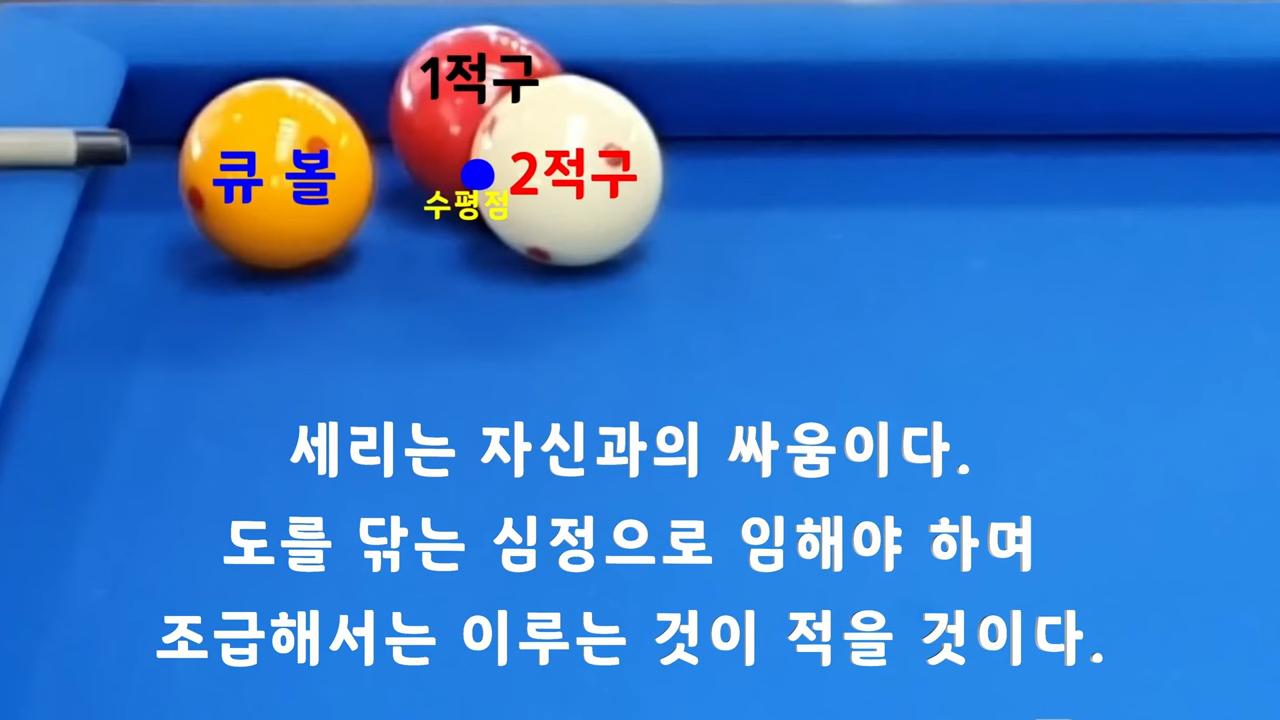 1적구
큐 볼
2적구
수평점
세리는 자신과의 싸움이다.
도를 닦는 심정으로 임해야 하며
조급해서는 이루는 것이 적을 것이다.